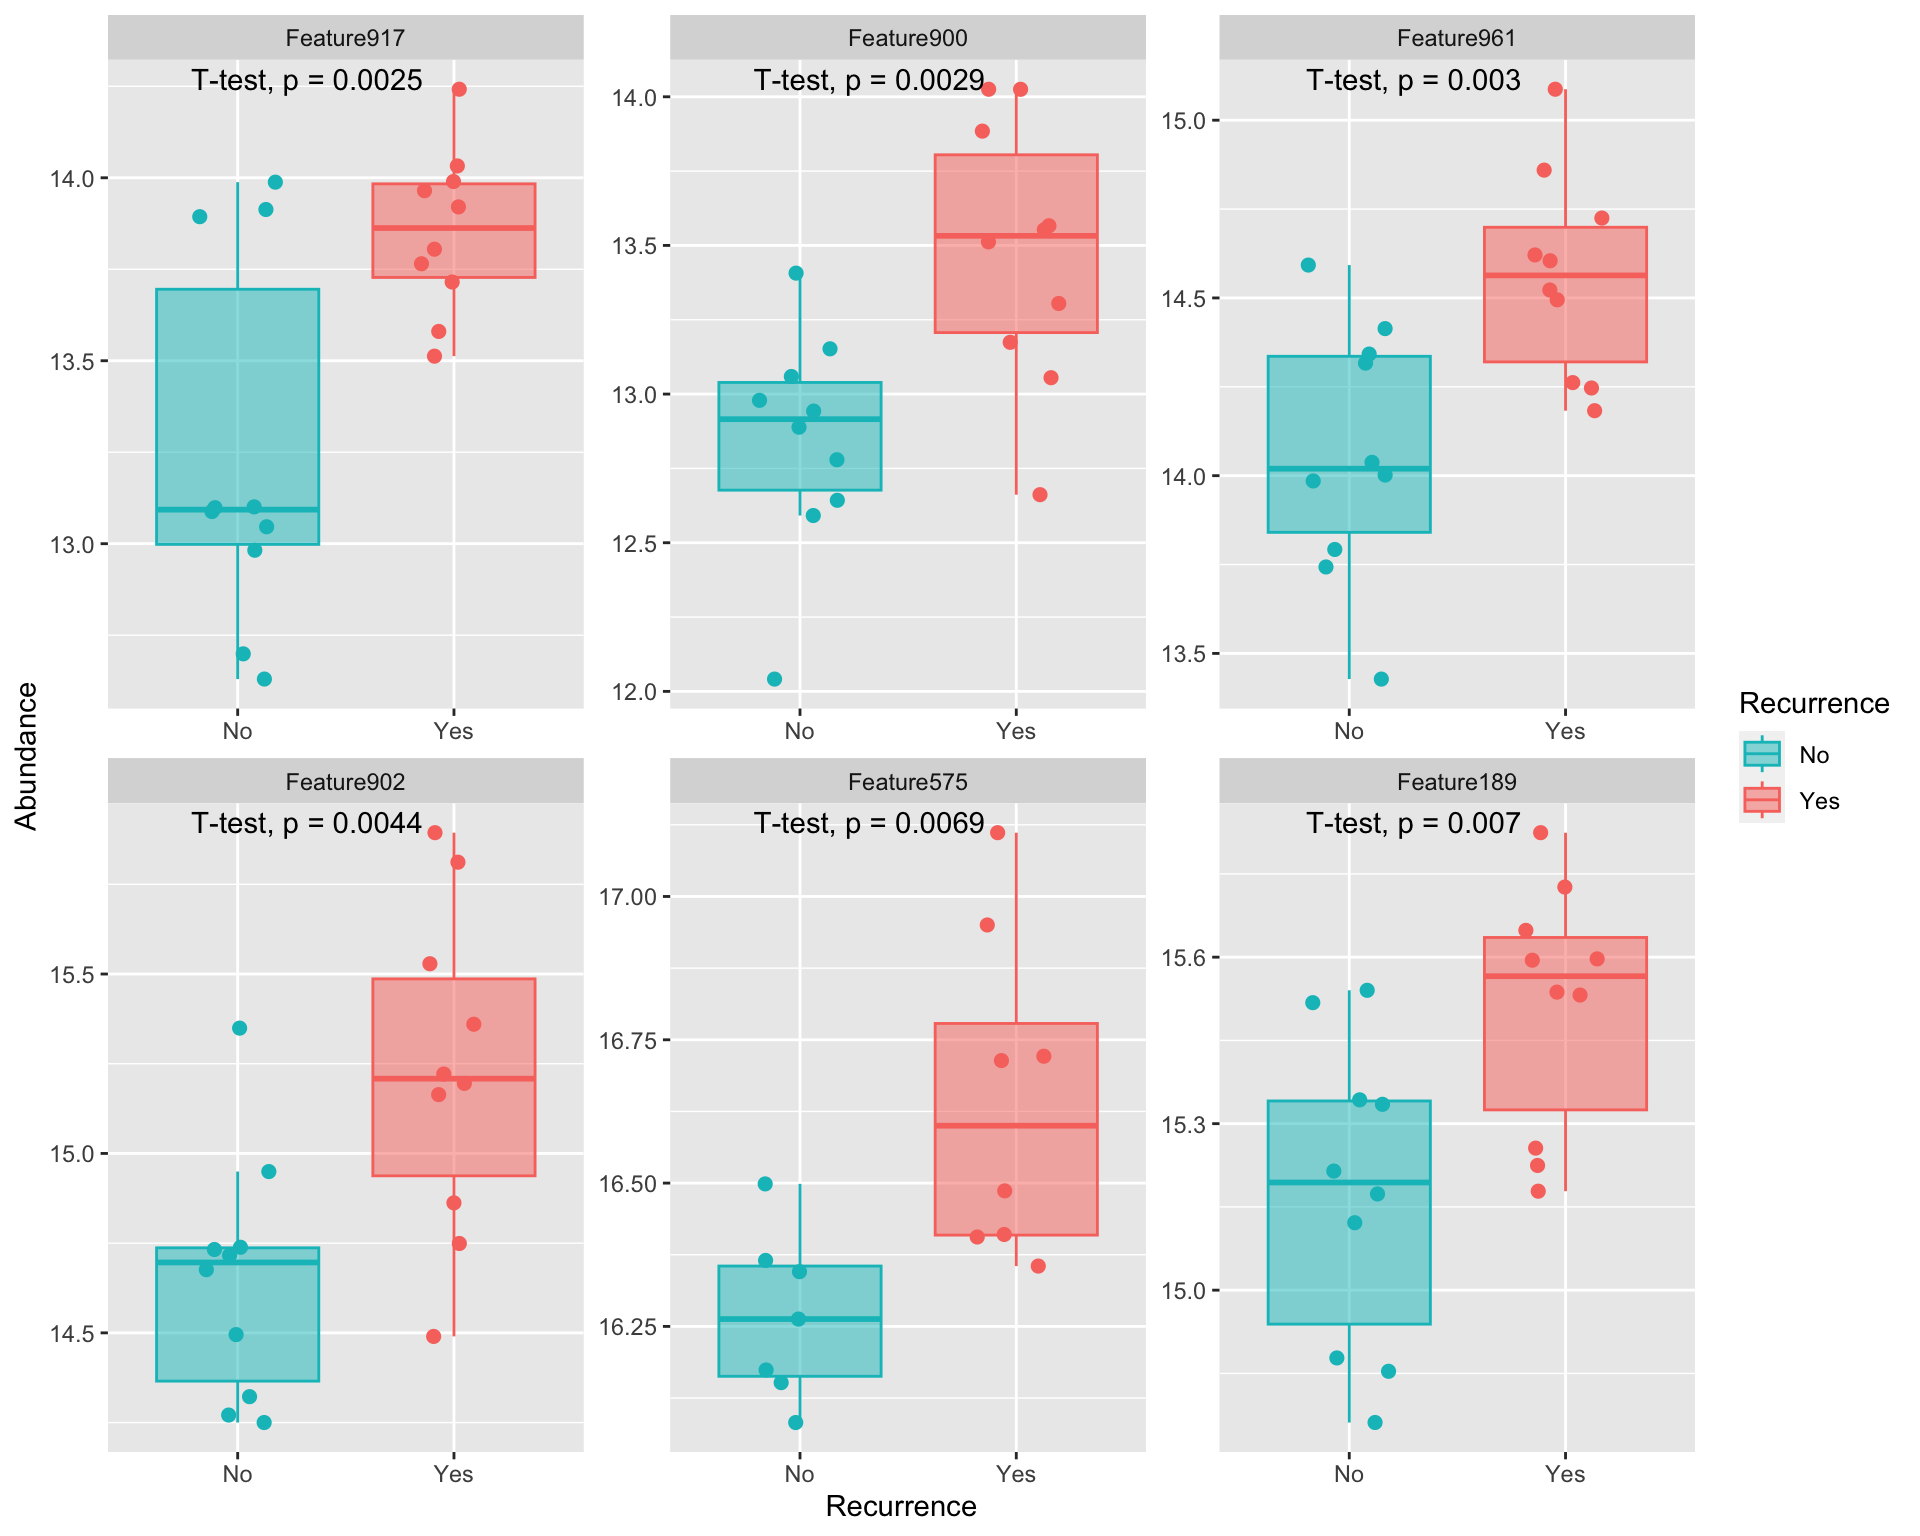 Feature917
T-test, p = 0.0025
14.0
13.5
13.0
No
Yes
Feature900
T-test, p = 0.0029
14.0
13.5
13.0
12.5
12.0
No
Yes
Feature961
T-test, p = 0.003
15.0
14.5
14.0
13.5
No
Yes
Abundance
Feature902
T-test, p = 0.0044
15.5
15.0
14.5
No
Yes
Feature575
T-test, p = 0.0069
17.00
16.75
16.50
16.25
No
Yes
Feature189
T-test, p = 0.007
15.6
15.3
15.0
No
Yes
Recurrence
Recurrence
No
Yes